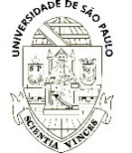 UNIVERSIDADE DE SÃO PAULO
SCIENTIA VINCES